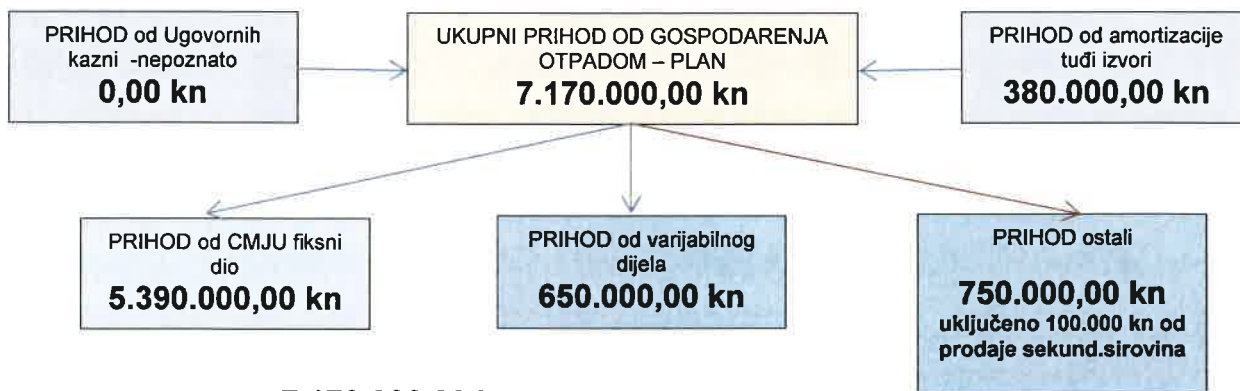 PRIHOD od Ugovornih
kazni -nepoznato
0,00 kn
UKUPNI PRIHOD OD GOSPODARENJA
OTPADOM – PLAN
7.170.000,00 kn
PRIHOD od amortizacije
tuđi izvori
380.000,00 kn
PRIHOD od CMJU fiksni
dio
5.390.000,00 kn
PRIHOD od varijabilnog
dijela
650.000,00 kn
PRIHOD ostali
750.000,00 kn
uključeno 100.000 kn od
prodaje sekund.sirovina